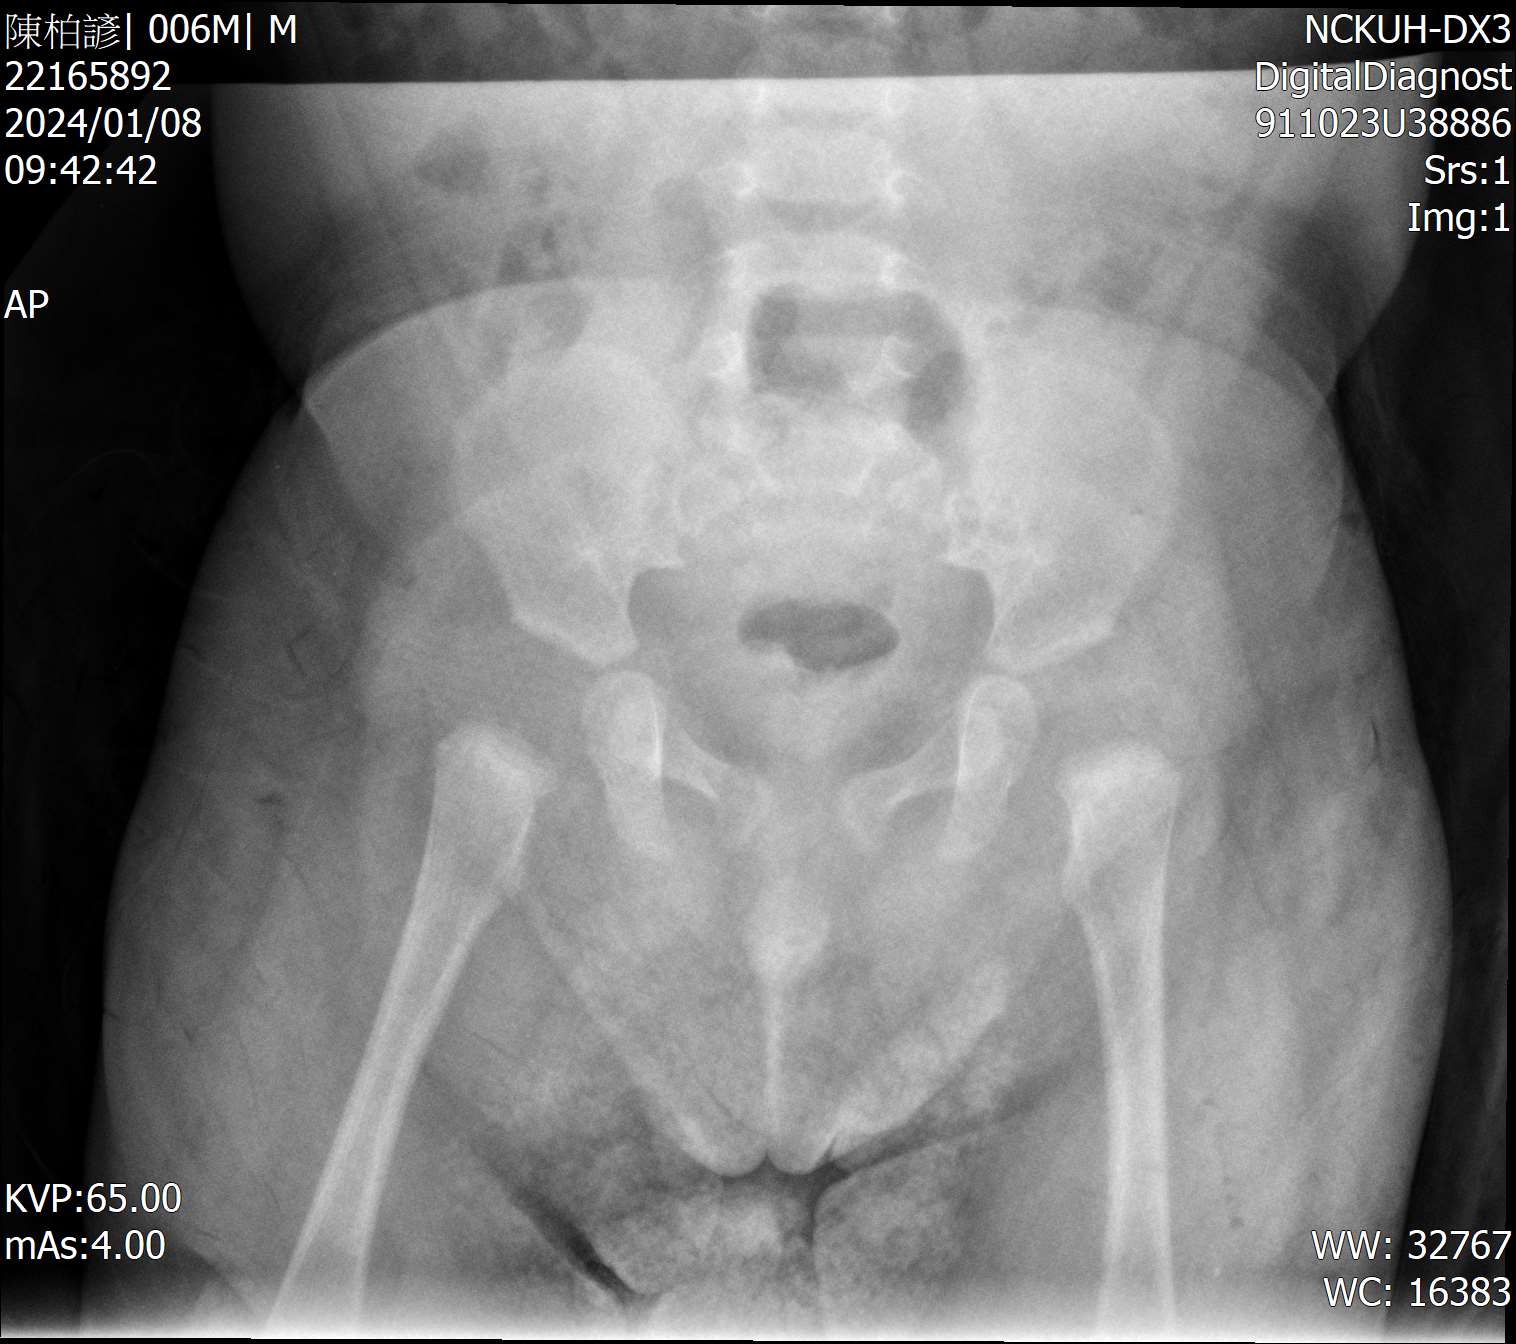 陳柏諺| 006M| M
22165892
2024/01/08
09:42:42
AP
NCKUH-DX3
DigitalDiagnost
911023U38886
Srs:1
Img:1
KVP:65.00
mAs:4.00
WW: 32767
WC: 16383